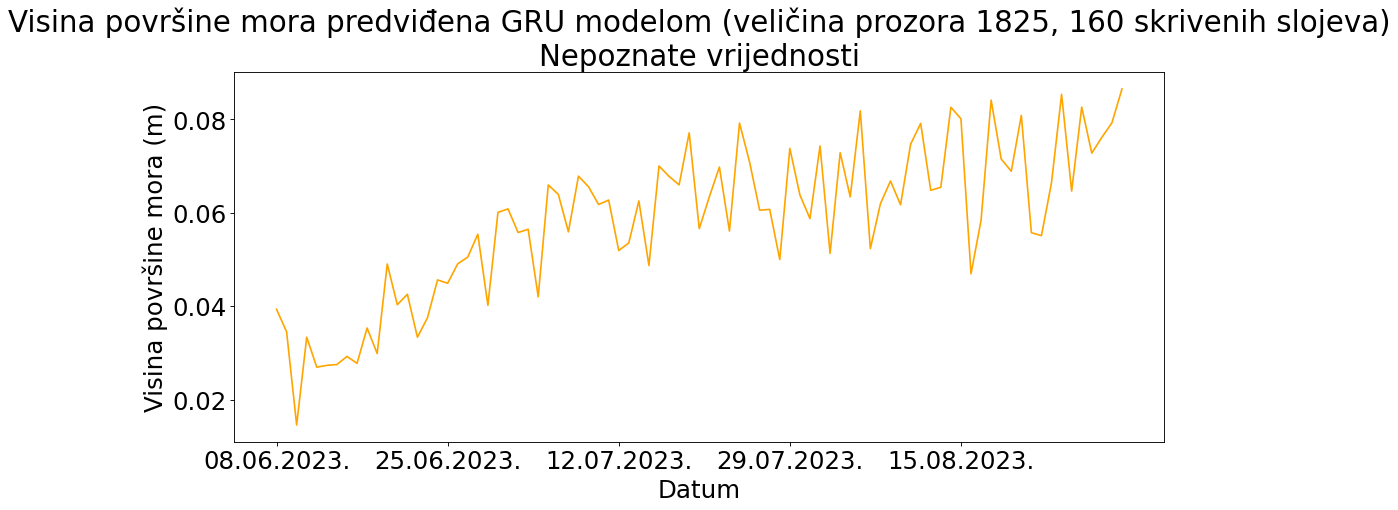 Visina površine mora predviđena GRU modelom (veličina prozora 1825, 160 skrivenih slojeva)
Nepoznate vrijednosti
Visina površine mora (m)
0.08
0.06
0.04
0.02
08.06.2023. 25.06.2023. 12.07.2023. 29.07.2023. 15.08.2023.
Datum